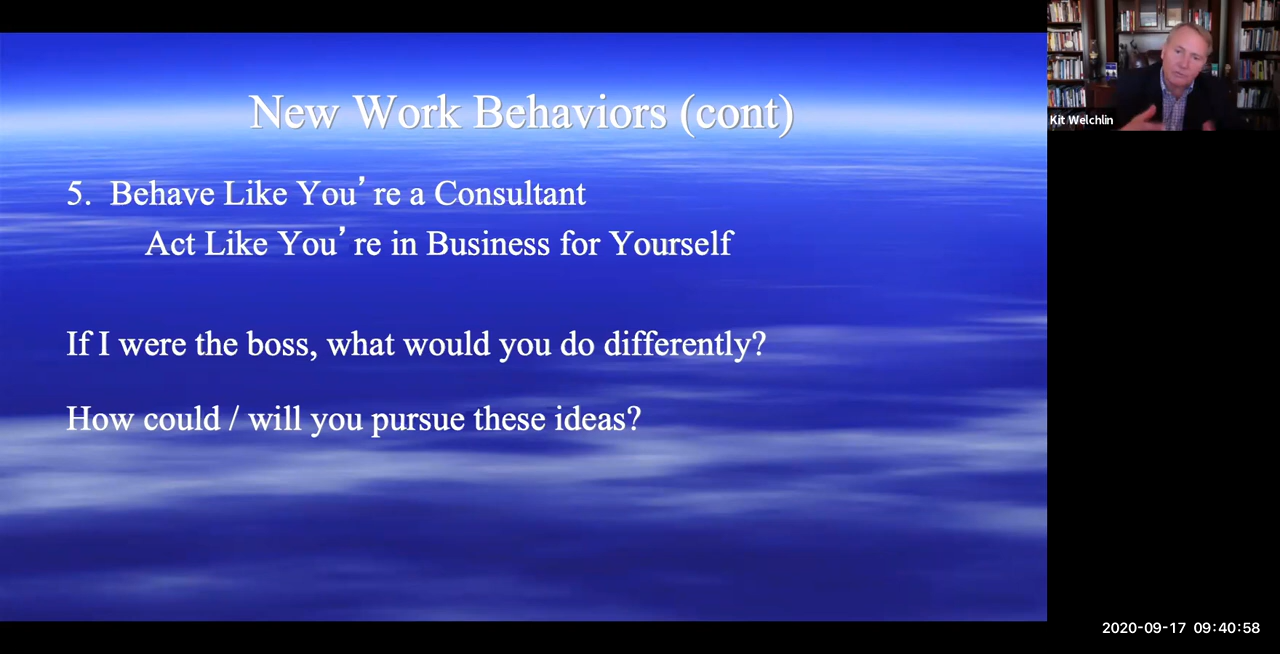 New Work Behaviors (cont)
5. Behave Like You’re a Consultant
Act Like You’re in Business for Yourself
If I were the boss, what would you do differently?
How could / will you pursue these ideas?
Kit Welchlin
2020-09-17 09:40:58